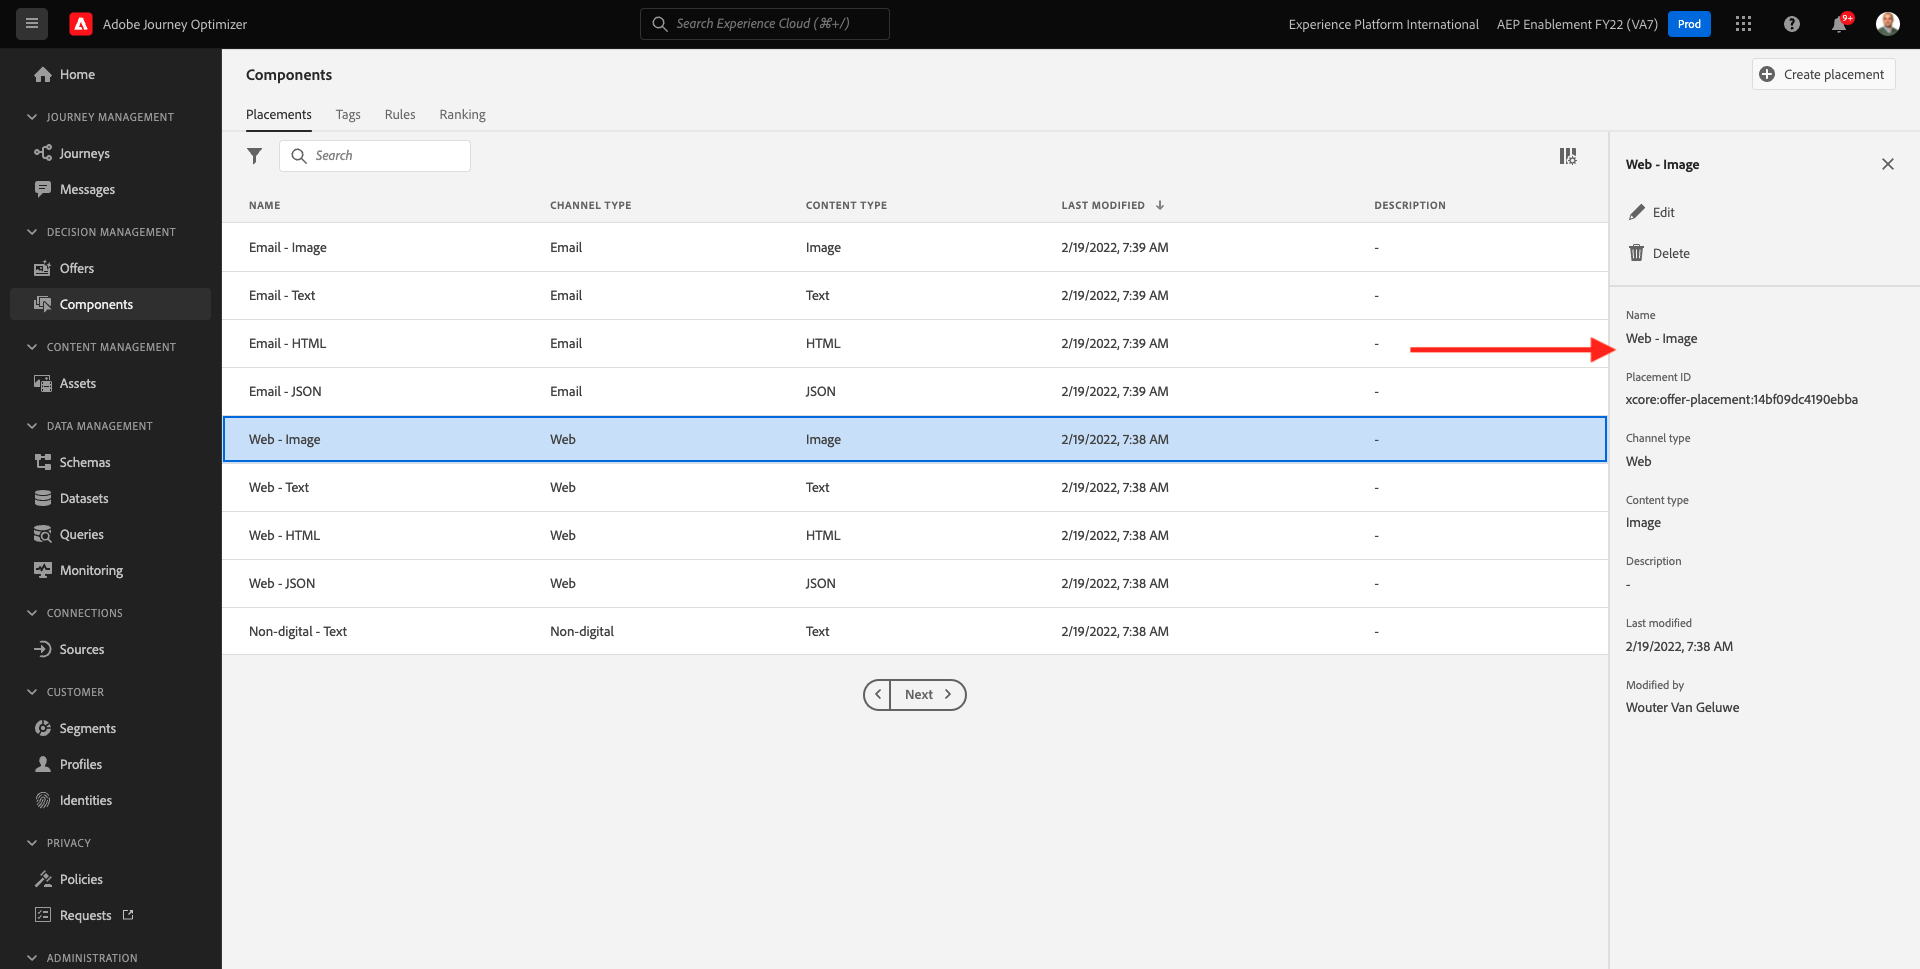 Adobe Journey Optimizer
Search Experience Cloud (⌘+/)
Experience Platform International
AEP Enablement FY22 (VA7)
Prod
9+
Home
JOURNEY MANAGEMENT
Journeys
Messages
DECISION MANAGEMENT
Offers
Components
CONTENT MANAGEMENT
Assets
DATA MANAGEMENT
Schemas
Datasets
Queries
Monitoring
CONNECTIONS
Sources
CUSTOMER
Segments
Profiles
Identities
PRIVACY
Policies
Requests
ADMINISTRATION
Components
Create placement
Placements Tags Rules Ranking
Search
NAME CHANNEL TYPE CONTENT TYPE LAST MODIFIED DESCRIPTION
Email - Image Email Image 2/19/2022, 7:39 AM -
Email - Text Email Text 2/19/2022, 7:39 AM -
Email - HTML Email HTML 2/19/2022, 7:39 AM -
Email - JSON Email JSON 2/19/2022, 7:39 AM -
Web - Image Web Image 2/19/2022, 7:38 AM -
Web - Text Web Text 2/19/2022, 7:38 AM -
Web - HTML Web HTML 2/19/2022, 7:38 AM -
Web - JSON Web JSON 2/19/2022, 7:38 AM -
Non-digital - Text Non-digital Text 2/19/2022, 7:38 AM -
Next
Web - Image
Edit
Delete
Name
Web - Image
Placement ID
xcore:offer-placement:14bf09dc4190ebba
Channel type
Web
Content type
Image
Description
-
Last modified
2/19/2022, 7:38 AM
Modified by
Wouter Van Geluwe